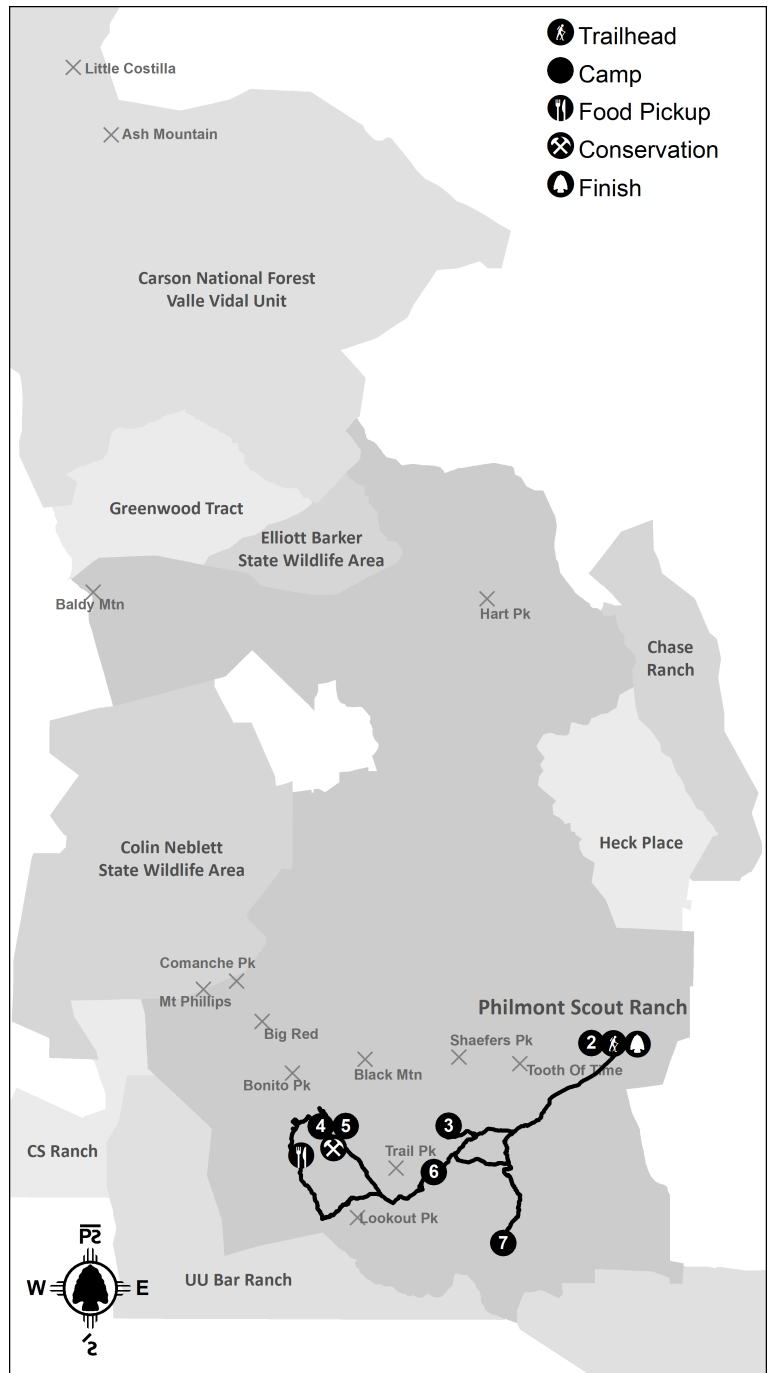 Trailhead
Little Costilla
Camp
Food Pickup
Ash Mountain
Conservation
Finish
Carson National Forest
Valle Vidal Unit
Greenwood Tract
Elliott Barker
State Wildlife Area
Baldy Mtn
Hart Pk
Chase
Ranch
Heck Place
Colin Neblett
State Wildlife Area
Comanche Pk
Mt Phillips
Philmont Scout Ranch
Big Red
Shaefers Pk
2
Black Mtn
Tooth Of Time
Bonito Pk
4
5
3
CS Ranch
Trail Pk
6
Lookout Pk
7
UU Bar Ranch
W
E